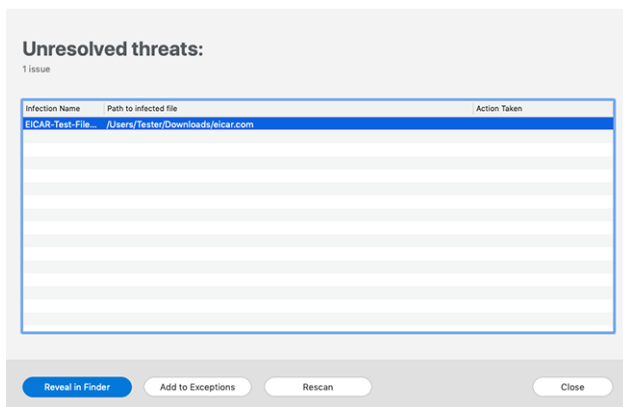 Unresolved threats:
1 issue
Infection Name Path to infected file Action Taken
EICAR-Test-File... /Users/Tester/Downloads/eicar.com
Reveal in Finder Add to Exceptions Rescan Close